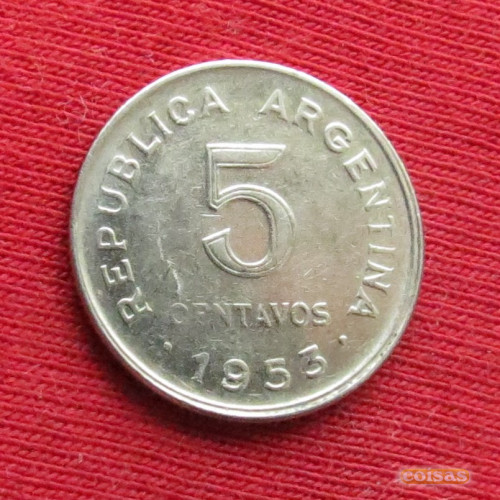 REPUBLICA ARGENTINA
5
CENTAVOS
· 1953 ·
coisas